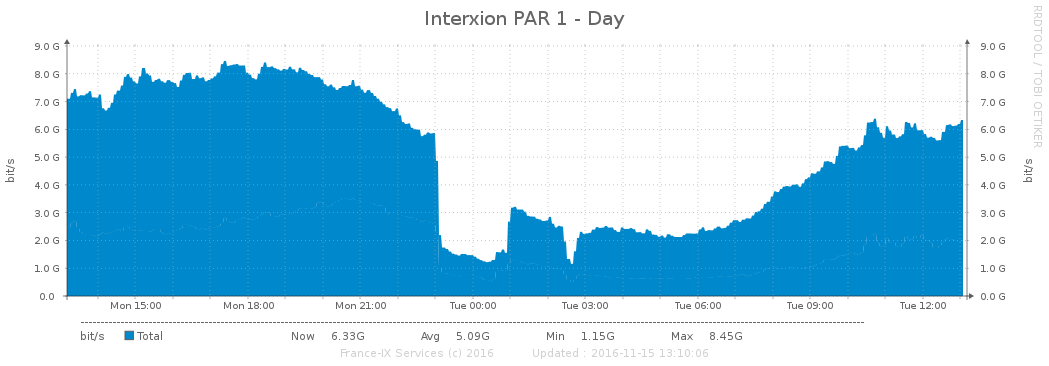 Interxion PAR 1 - Day
RRDTOOL / TOBI OETIKER
bit/s
9.0 G 9.0 G
8.0 G 8.0 G
7.0 G 7.0 G
6.0 G 6.0 G
5.0 G 5.0 G
4.0 G 4.0 G
3.0 G 3.0 G
2.0 G 2.0 G
1.0 G 1.0 G
0.0 0.0 G
bit/s
Mon 15:00 Mon 18:00 Mon 21:00 Tue 00:00 Tue 03:00 Tue 06:00 Tue 09:00 Tue 12:00
bit/s Total Now 6.33G Avg 5.09G Min 1.15G Max 8.45G
France-IX Services (c) 2016 Updated : 2016-11-15 13:10:06